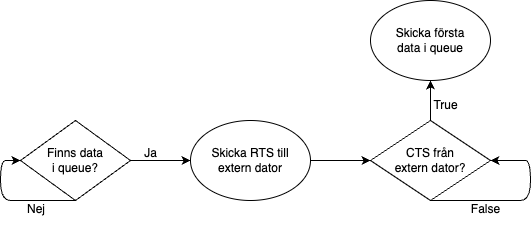 Skicka första
data i queue
True
Finns data
i queue?
Ja
Skicka RTS till
extern dator
CTS från
extern dator?
Nej
False